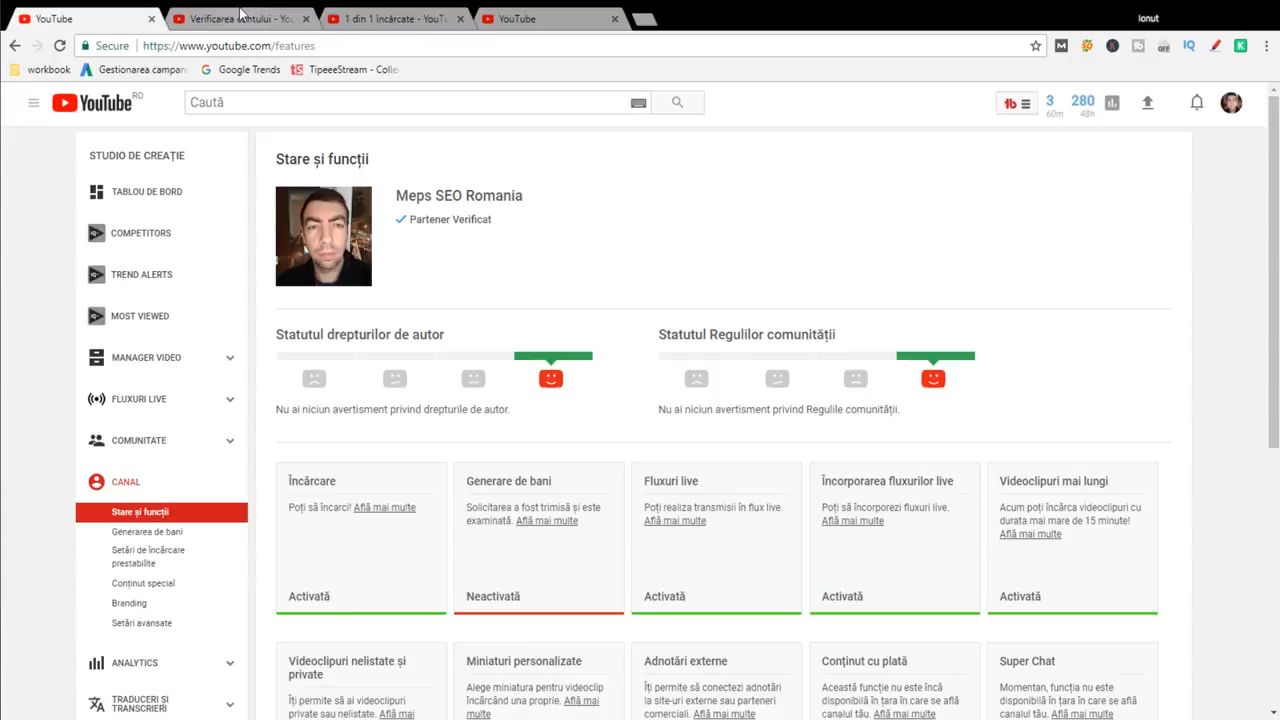 YouTube
Verificarea contului - You
1 din 1 încărcate - YouTu
YouTube
Ionut
Secure
https://www.youtube.com/features
workbook
Gestionarea campan
Google Trends
TipeeeStream - Colle
YouTube RO
Caută
3
60m
280
48h
STUDIO DE CREAȚIE
TABLOU DE BORD
COMPETITORS
TREND ALERTS
MOST VIEWED
MANAGER VIDEO
FLUXURI LIVE
COMUNITATE
CANAL
Stare și funcții
Generarea de bani
Setări de încărcare
prestabilite
Conținut special
Branding
Setări avansate
ANALYTICS
TRADUCERI ȘI
TRANSCRIERI
Stare și funcții
Meps SEO Romania
Partener Verificat
Statutul drepturilor de autor
Nu ai niciun avertisment privind drepturile de autor.
Statutul Regulilor comunității
Nu ai niciun avertisment privind Regulile comunității.
Încărcare
Poți să încarci! Află mai multe
Activată
Generare de bani
Solicitarea a fost trimisă și este
examinată. Află mai multe
Neactivată
Fluxuri live
Poți realiza transmisii în flux live.
Află mai multe
Activată
Încorporarea fluxurilor live
Poți să încorporezi fluxuri live.
Află mai multe
Activată
Videoclipuri mai lungi
Acum poți încărca videoclipuri cu
durata mai mare de 15 minute!
Află mai multe
Activată
Videoclipuri nelistate și
private
Îți permite să ai videoclipuri
private sau nelistate. Află mai
Miniaturi personalizate
Alege miniatura pentru videoclip
încărcând una proprie. Află mai
multe
Adnotări externe
Îți permite să conectezi adnotări
la site-uri externe sau parteneri
comerciali. Află mai multe
Conținut cu plată
Această funcție nu este încă
disponibilă în țara în care se află
canalul tău. Află mai multe
Super Chat
Momentan, funcția nu este
disponibilă în țara în care se află
canalul tău. Află mai multe